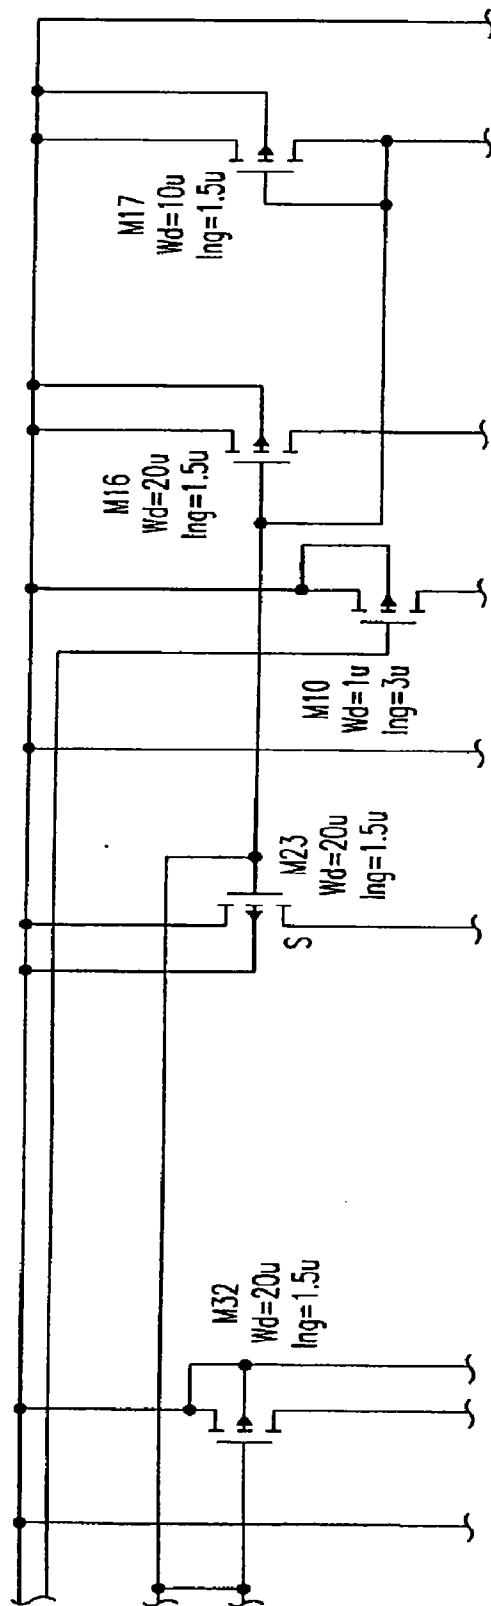 M32
Wd=20u
lng=1.5u
S
M23
Wd=20u
lng=1.5u
M10
Wd=1u
lng=3u
M16
Wd=20u
lng=1.5u
M17
Wd=10u
lng=1.5u